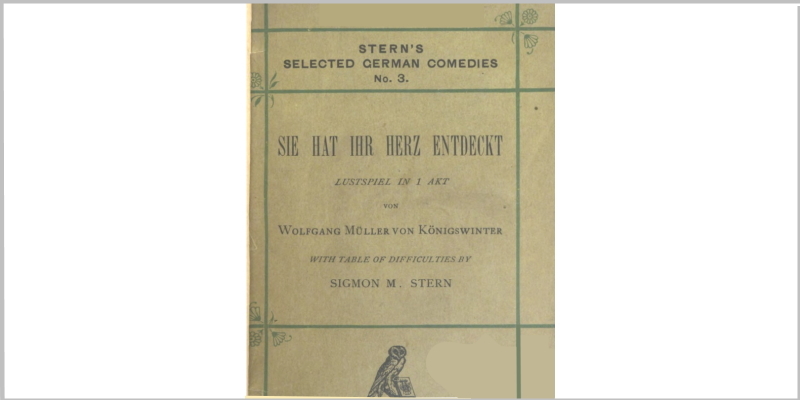 STERN'S
SELECTED GERMAN COMEDIES
No. 3.
SIE HAT IHR HERZ ENTDECKT
LUSTSPIEL IN 1 AKT
VON
WOLFGANG MÜLLER VON KÖNIGSWINTER
WITH TABLE OF DIFFICULTIES BY
SIGMON M. STERN